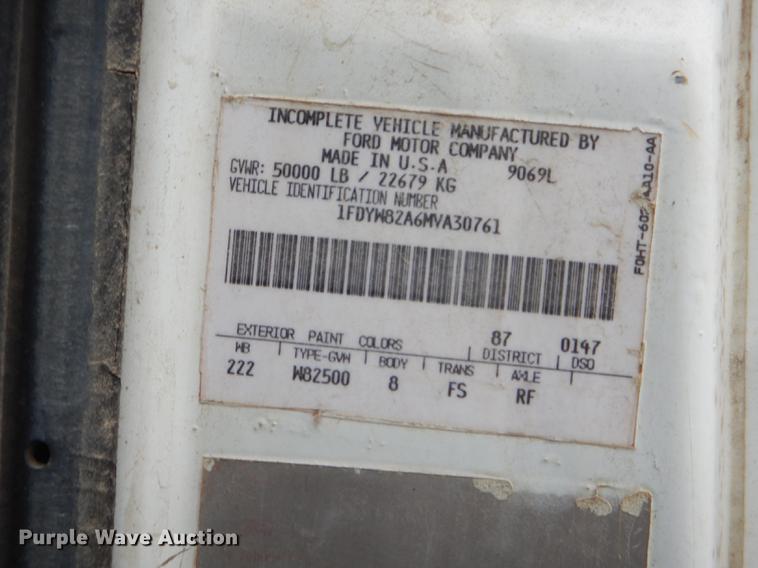 INCOMPLETE VEHICLE MANUFACTURED BY
FORD MOTOR COMPANY
MADE IN U.S.A 9069L
GVWR: 50000 LB / 22679 KG
VEHICLE IDENTIFICATION NUMBER
1FDYW82A6MVA30761
EXTERIOR PAINT COLORS 87 0147
WB TYPE-GVW BODY TRANS DISTRICT AXLE DSO
222 W82500 8 FS RF
Purple Wave Auction